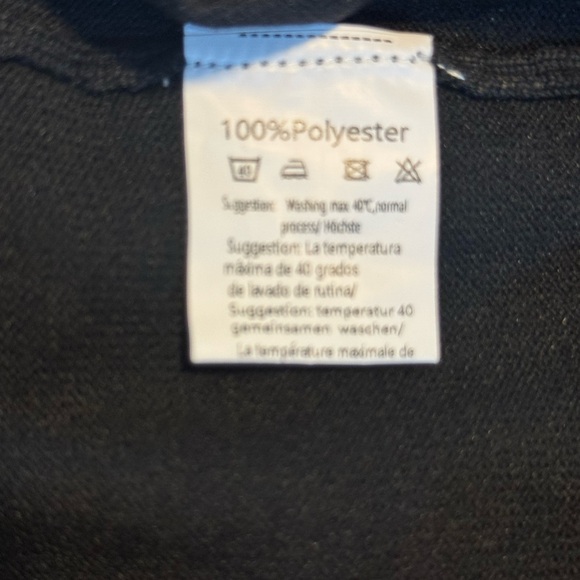 100%Polyester
40
Suggestion: Washing max 40℃,normal
process/ Höchste
Suggestion: La temperatura
máxima de 40 grados
de lavado de rutina/
Suggestion: temperatur 40
gemeinsamen waschen/
La température maximale de